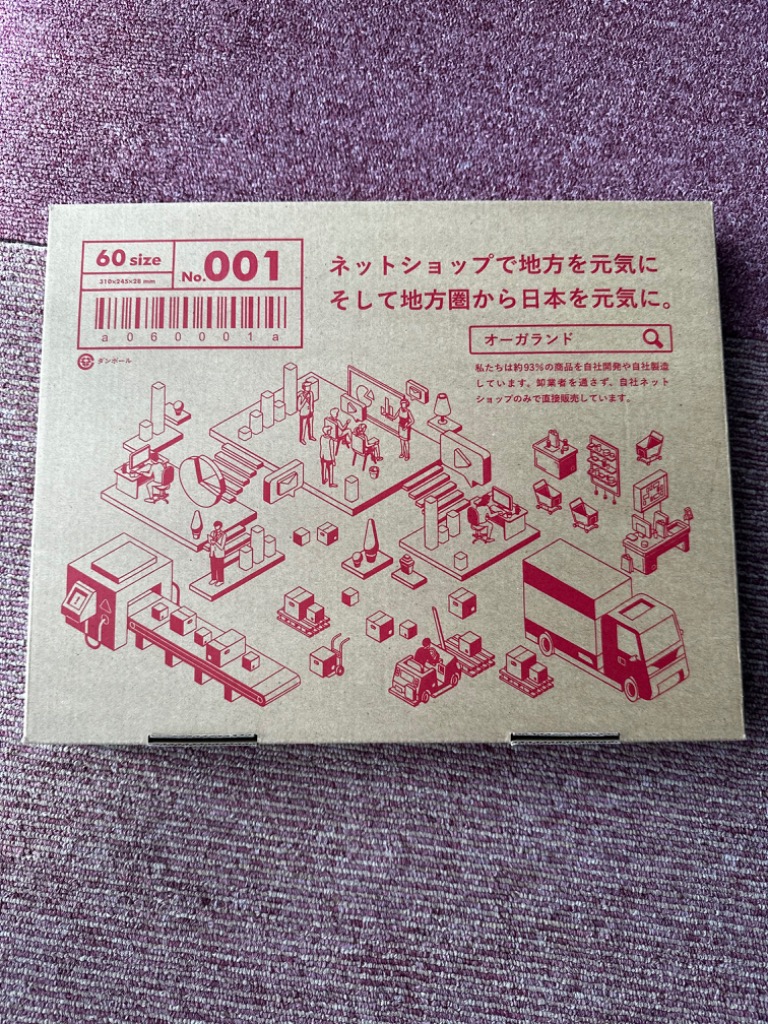 60 size
No.001
310×245×28 mm
a060001a
ダンボール
ネットショップで地方を元気に
そして地方圏から日本を元気に。
オーガランド
私たちは約93%の商品を自社開発や自社製造
しています。卸業者を通さず、自社ネット
ショップのみで直接販売しています。